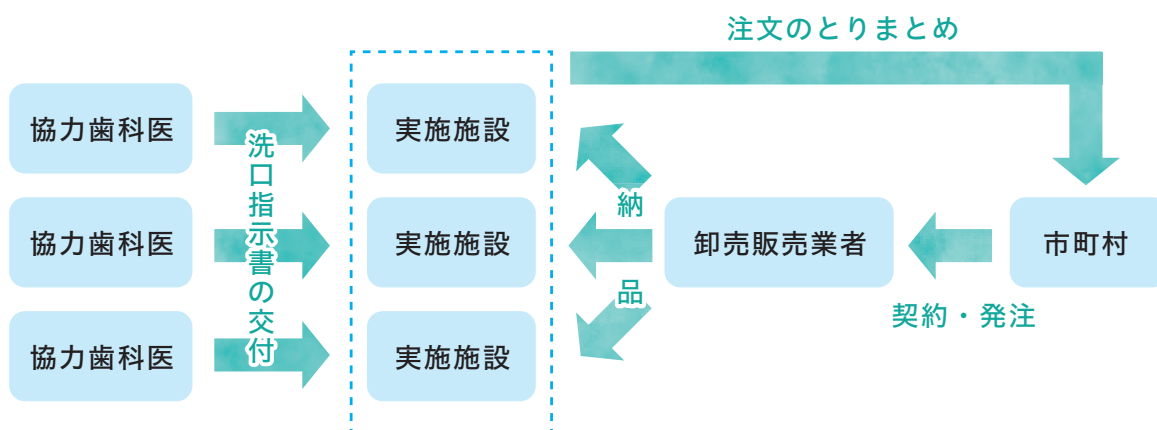 注文のとりまとめ
協力歯科医
実施施設
協力歯科医
実施施設
協力歯科医
実施施設
洗口指示書の交付
納品
卸売販売業者
市町村
契約・発注